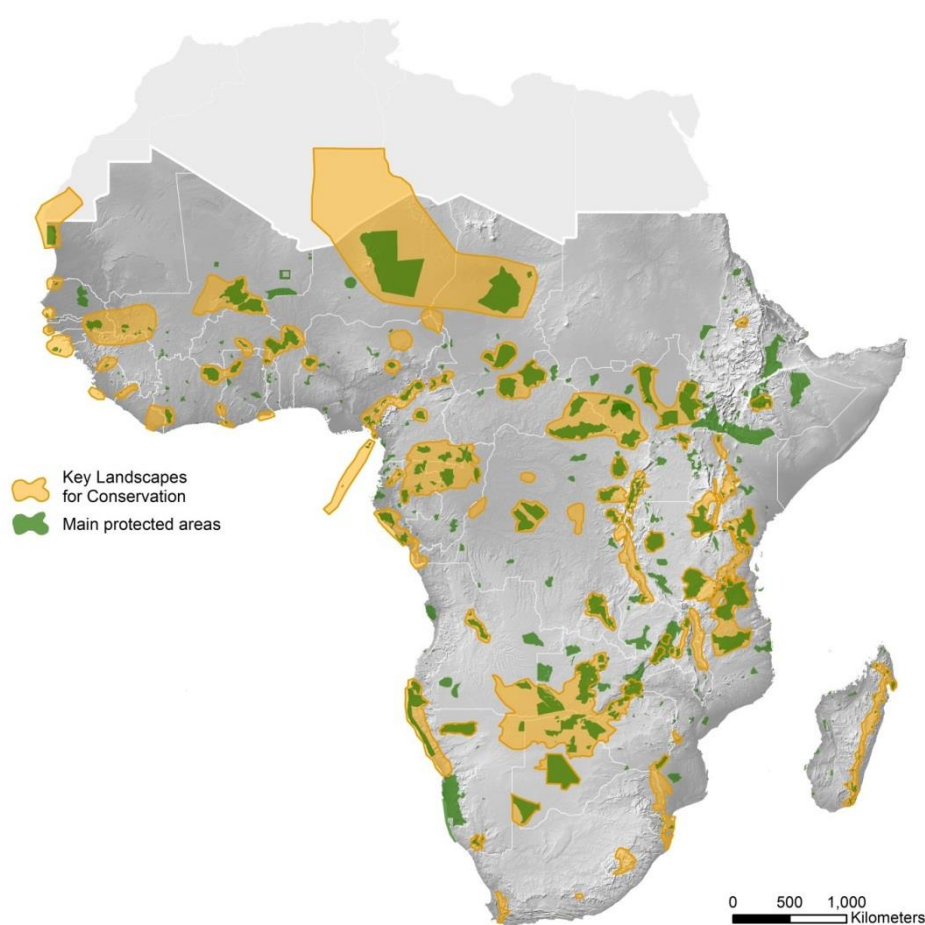 Key Landscapes
for Conservation
Main protected areas
0 500 1,000
Kilometers